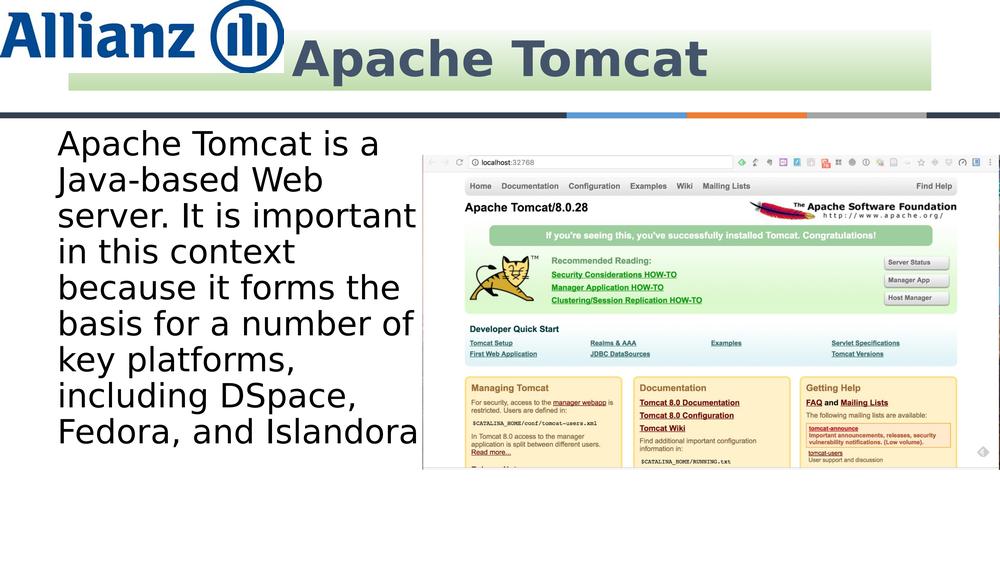 Allianz
Apache Tomcat
Apache Tomcat is a
Java-based Web
server. It is important
in this context
because it forms the
basis for a number of
key platforms,
including DSpace,
Fedora, and Islandora
localhost:32768
Home Documentation Configuration Examples Wiki Mailing Lists Find Help
Apache Tomcat/8.0.28
The Apache Software Foundation
http://www.apache.org/
If you're seeing this, you've successfully installed Tomcat. Congratulations!
TM
Recommended Reading:
Security Considerations HOW-TO
Manager Application HOW-TO
Clustering/Session Replication HOW-TO
Server Status
Manager App
Host Manager
Developer Quick Start
Tomcat Setup
First Web Application
Realms & AAA
JDBC DataSources
Examples
Servlet Specifications
Tomcat Versions
Managing Tomcat
For security, access to the manager webapp is
restricted. Users are defined in:
$CATALINA_HOME/conf/tomcat-users.xml
In Tomcat 8.0 access to the manager
application is split between different users.
Read more...
Documentation
Tomcat 8.0 Documentation
Tomcat 8.0 Configuration
Tomcat Wiki
Find additional important configuration
information in:
$CATALINA_HOME/RUNNING.txt
Getting Help
FAQ and Mailing Lists
The following mailing lists are available:
tomcat-announce
Important announcements, releases, security
vulnerability notifications. (Low volume).
tomcat-users
User support and discussion